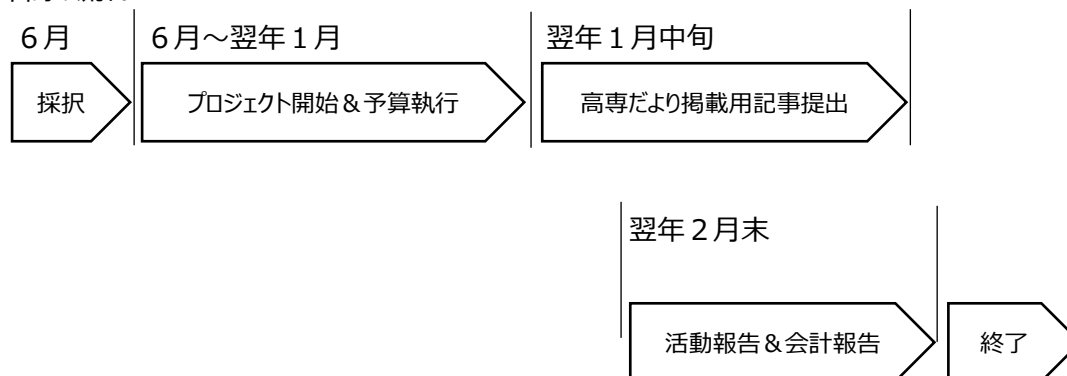 6月
6月～翌年1月
翌年1月中旬
採択
プロジェクト開始＆予算執行
高専だより掲載用記事提出
翌年2月末
活動報告＆会計報告
終了